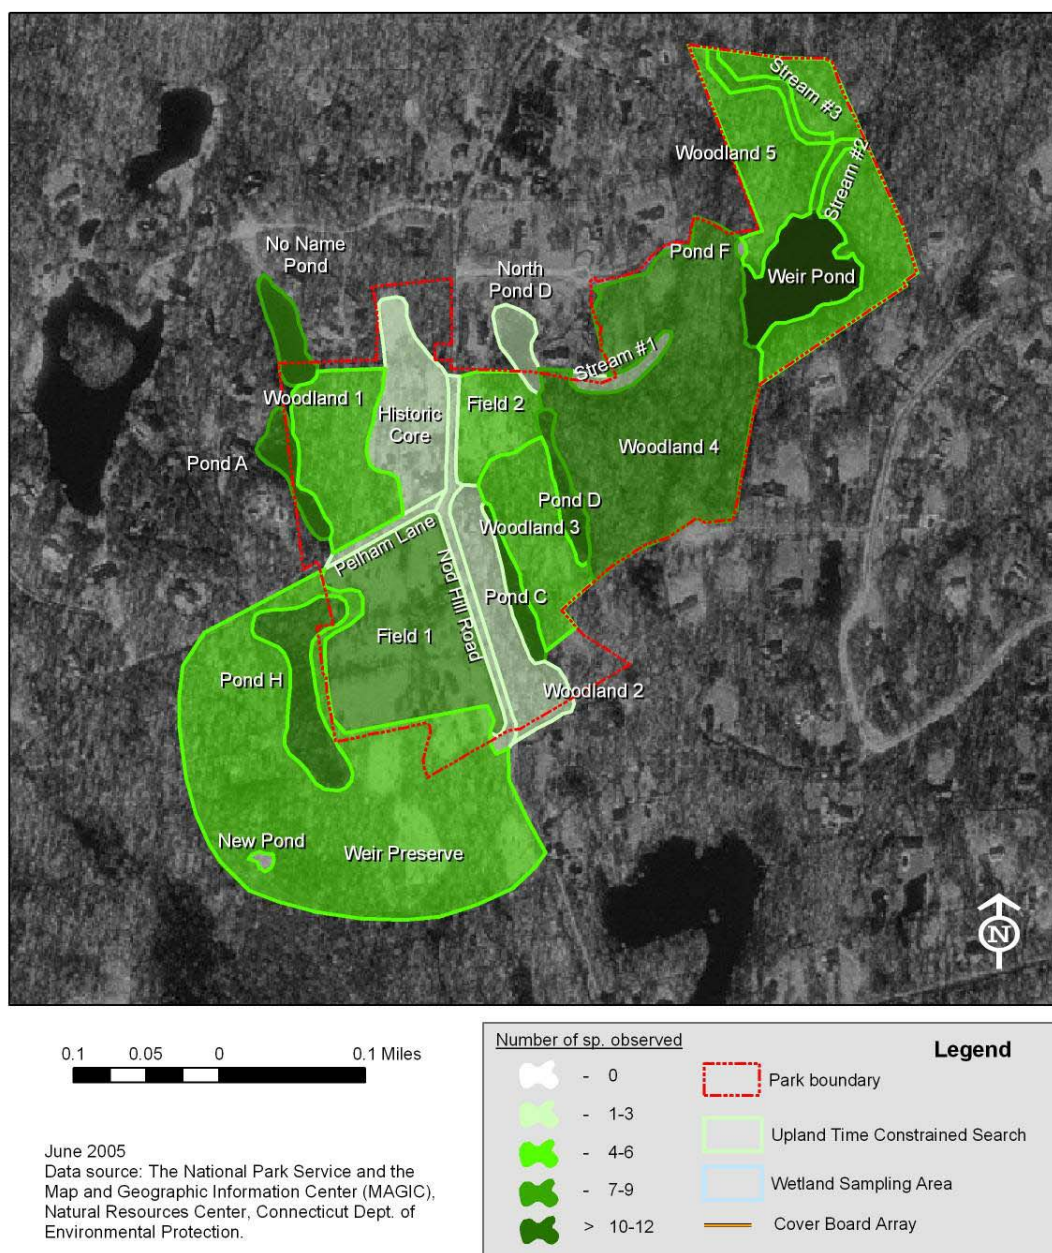 Stream #3
Woodland 5
Stream #2
No Name
Pond
North
Pond D
Pond F
Weir Pond
Stream #1
Woodland 1
Historic
Core
Field 2
Pond A
Woodland 4
Pond D
Woodland 3
Pelham Lane
Nod Hill Road
Pond C
Field 1
Pond H
Woodland 2
New Pond
Weir Preserve
N
0.1 0.05 0 0.1 Miles
June 2005
Data source: The National Park Service and the
Map and Geographic Information Center (MAGIC),
Natural Resources Center, Connecticut Dept. of
Environmental Protection.
Number of sp. observed
- 0
- 1-3
- 4-6
- 7-9
> 10-12
Legend
Park boundary
Upland Time Constrained Search
Wetland Sampling Area
Cover Board Array